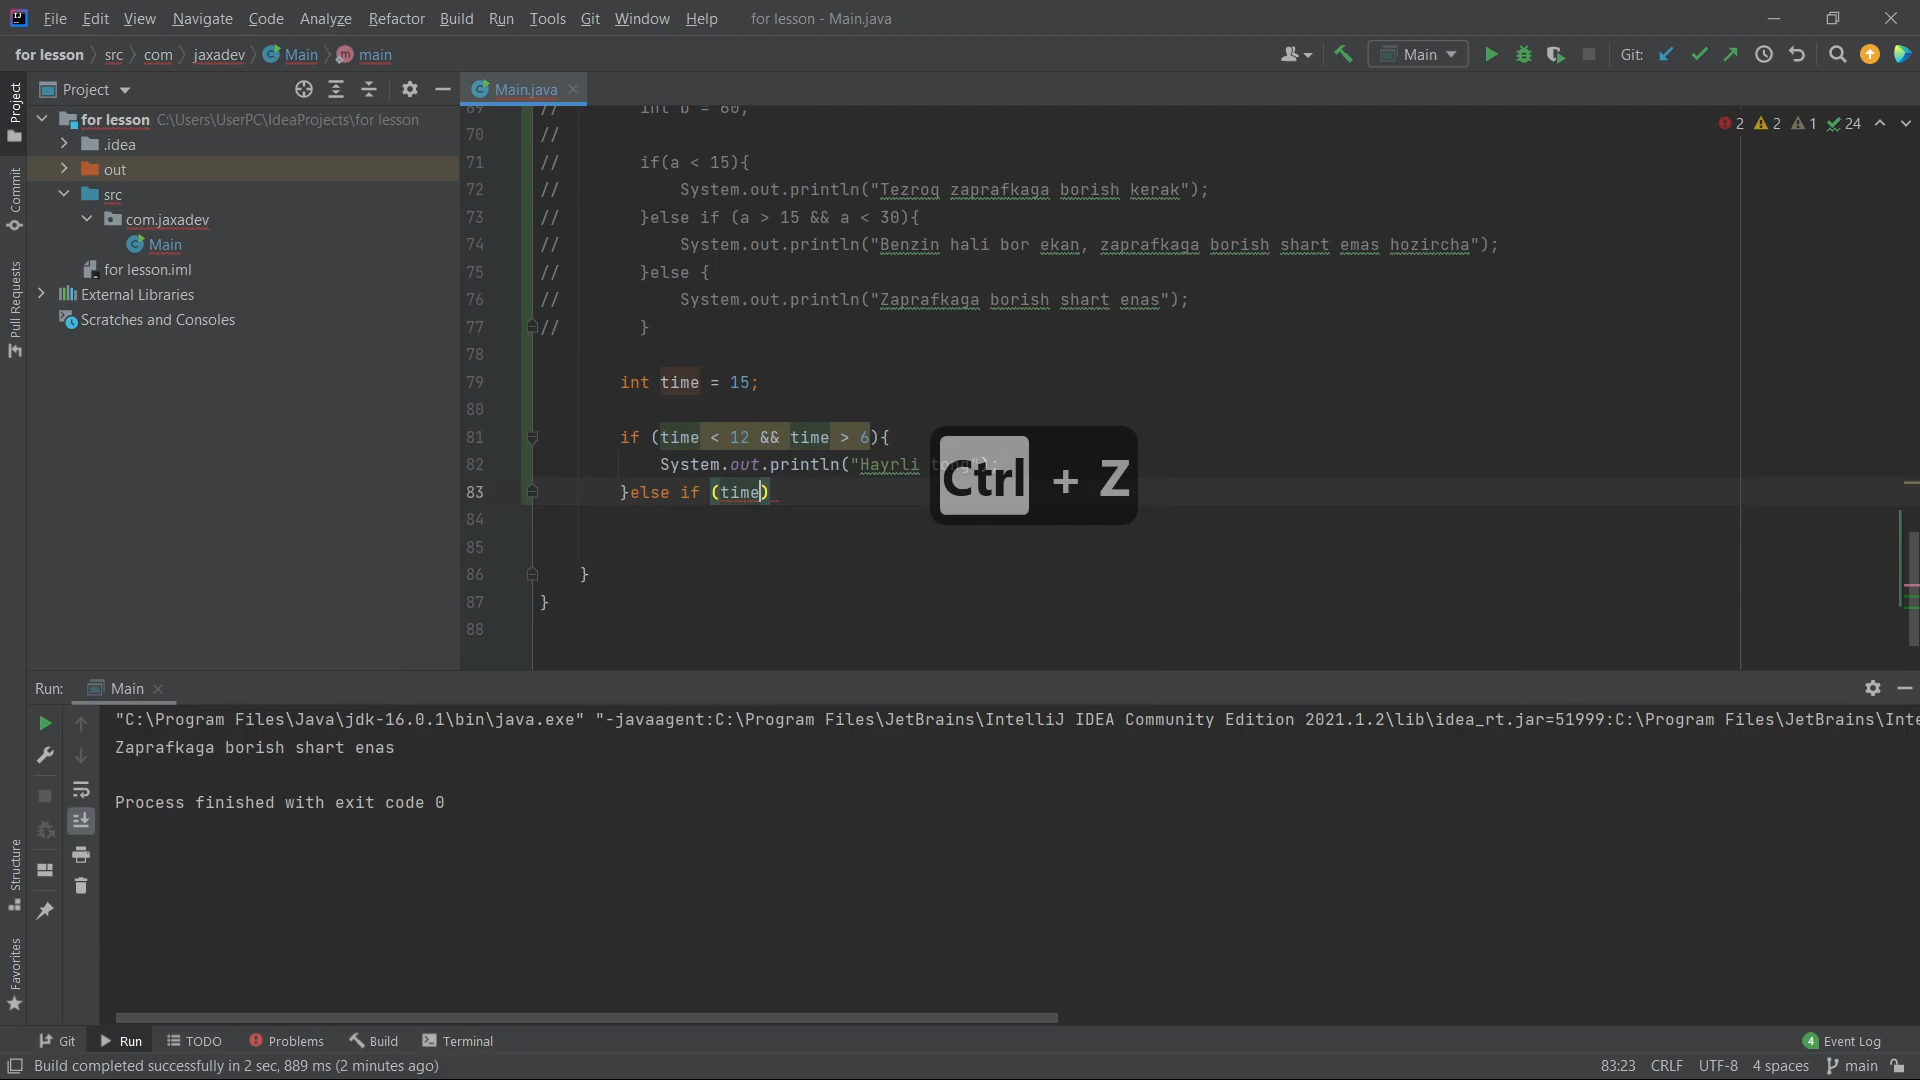 File Edit View Navigate Code Analyze Refactor Build Run Tools Git Window Help for lesson - Main.java
for lesson src com jaxadev Main main Main Git:
Project Main.java
for lesson C:\Users\UserPC\IdeaProjects\for lesson
.idea
out
src
com.jaxadev
Main
for lesson.iml
External Libraries
Scratches and Consoles
Project
Commit
Pull Requests
Structure
Favorites
2 2 1 24
69 // int b = 60;
70 //
71 // if(a < 15){
72 // System.out.println("Tezroq zaprafkaga borish kerak");
73 // }else if (a > 15 && a < 30){
74 // System.out.println("Benzin hali bor ekan, zaprafkaga borish shart emas hozircha");
75 // }else {
76 // System.out.println("Zaprafkaga borish shart enas");
77 // }
78
79 int time = 15;
80
81 if (time < 12 && time > 6){
82 System.out.println("Hayrli tong");
83 }else if (time)
84
85
86 }
87 }
88
Ctrl + Z
Run: Main
"C:\Program Files\Java\jdk-16.0.1\bin\java.exe" "-javaagent:C:\Program Files\JetBrains\IntelliJ IDEA Community Edition 2021.1.2\lib\idea_rt.jar=51999:C:\Program Files\JetBrains\Inte
Zaprafkaga borish shart enas
Process finished with exit code 0
Git Run TODO Problems Build Terminal 4 Event Log
Build completed successfully in 2 sec, 889 ms (2 minutes ago) 83:23 CRLF UTF-8 4 spaces main